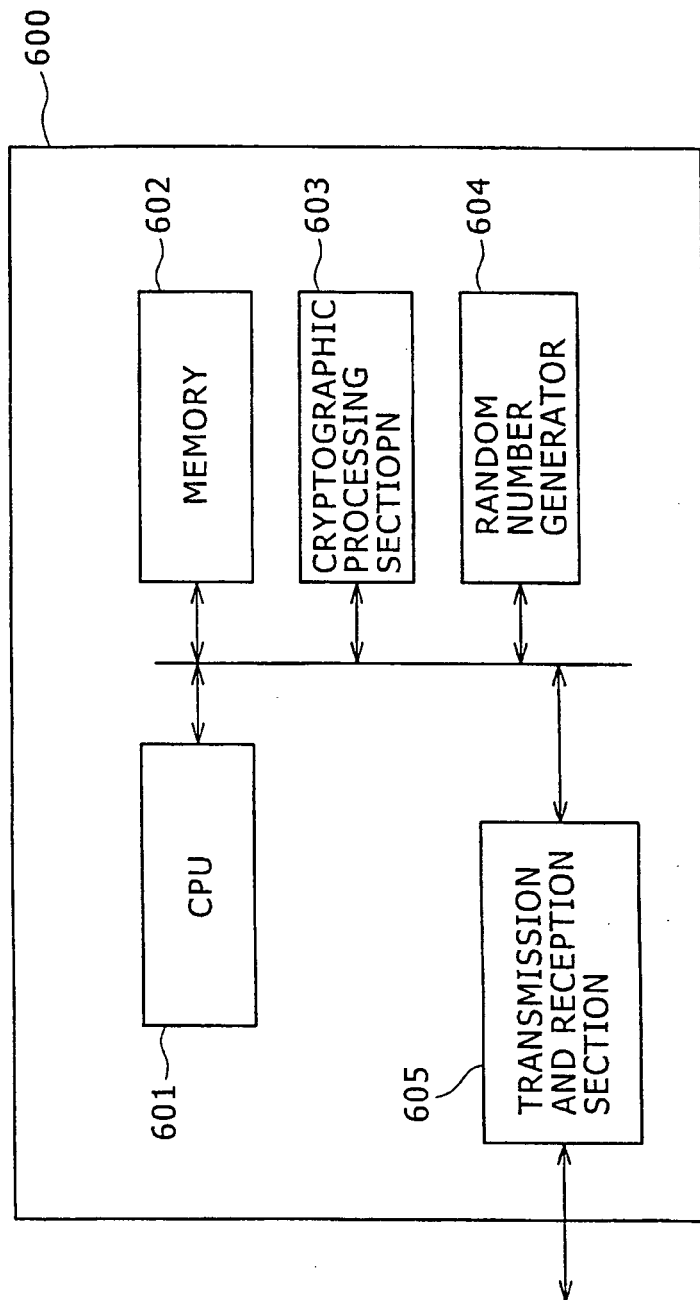 600
601
CPU
602
MEMORY
603
CRYPTOGRAPHIC
PROCESSING
SECTIOPN
604
RANDOM
NUMBER
GENERATOR
605
TRANSMISSION
AND RECEPTION
SECTION